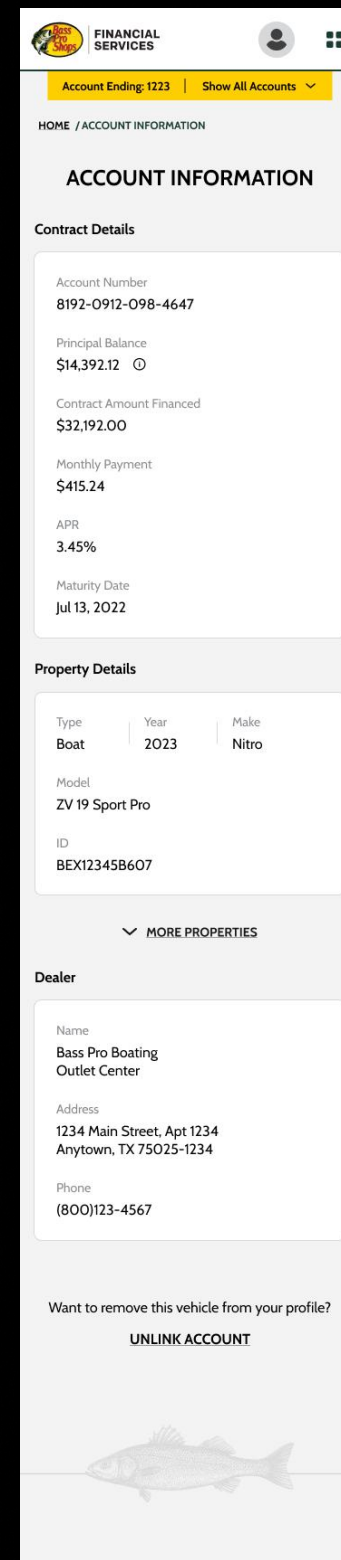 Bass
Pro
Shops
FINANCIAL
SERVICES
Account Ending: 1223 | Show All Accounts
HOME / ACCOUNT INFORMATION
ACCOUNT INFORMATION
Contract Details
Account Number
8192-0912-098-4647
Principal Balance
$14,392.12
Contract Amount Financed
$32,192.00
Monthly Payment
$415.24
APR
3.45%
Maturity Date
Jul 13, 2022
Property Details
Type Year Make
Boat 2023 Nitro
Model
ZV 19 Sport Pro
ID
BEX12345B607
MORE PROPERTIES
Dealer
Name
Bass Pro Boating
Outlet Center
Address
1234 Main Street, Apt 1234
Anytown, TX 75025-1234
Phone
(800)123-4567
Want to remove this vehicle from your profile?
UNLINK ACCOUNT